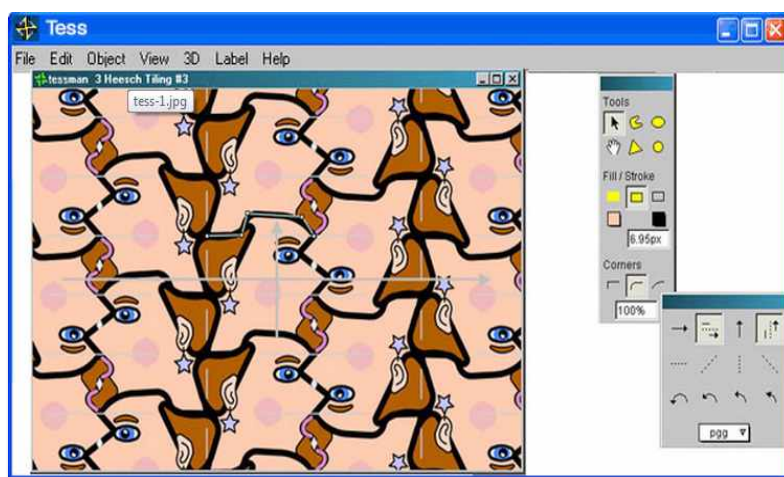 Tess
File Edit Object View 3D Label Help
tessman 3 Heesch Tiling #3
tess-1.jpg
Tools
Fill / Stroke
6.95px
Corners
100%
pgg